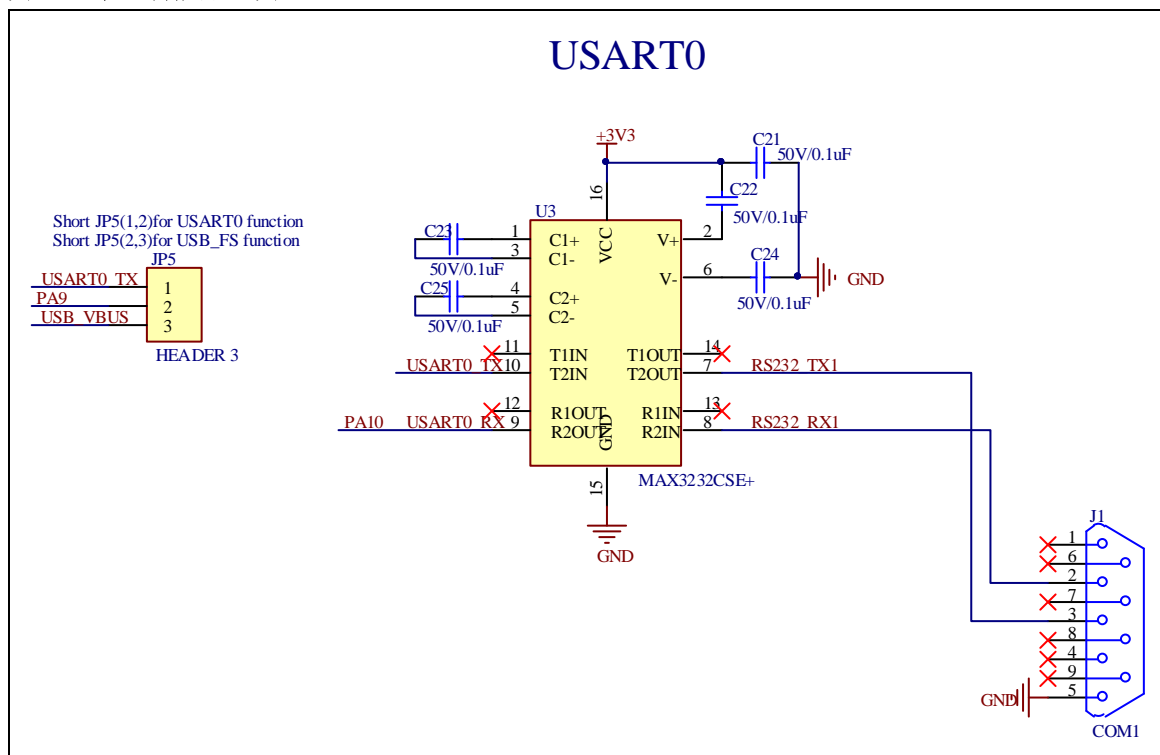 USART0
+3V3
C21
50V/0.1uF
C22
50V/0.1uF
16
U3
VCC
Short JP5(1,2)for USART0 function
Short JP5(2,3)for USB_FS function
JP5
USART0_TX 1
PA9 2
USB_VBUS 3
HEADER 3
C23
50V/0.1uF
1 C1+
3 C1-
C25
50V/0.1uF
4 C2+
5 C2-
V+ 2
V- 6
C24
50V/0.1uF
GND
11 T1IN
T1OUT 14
USART0_TX 10 T2IN
T2OUT 7 RS232_TX1
12 R1OUT
R1IN 13
PA10 USART0_RX 9 R2OUT
R2IN 8 RS232_RX1
GND
MAX3232CSE+
15
GND
J1
1
6
2
7
3
8
4
9
GND 5
COM1